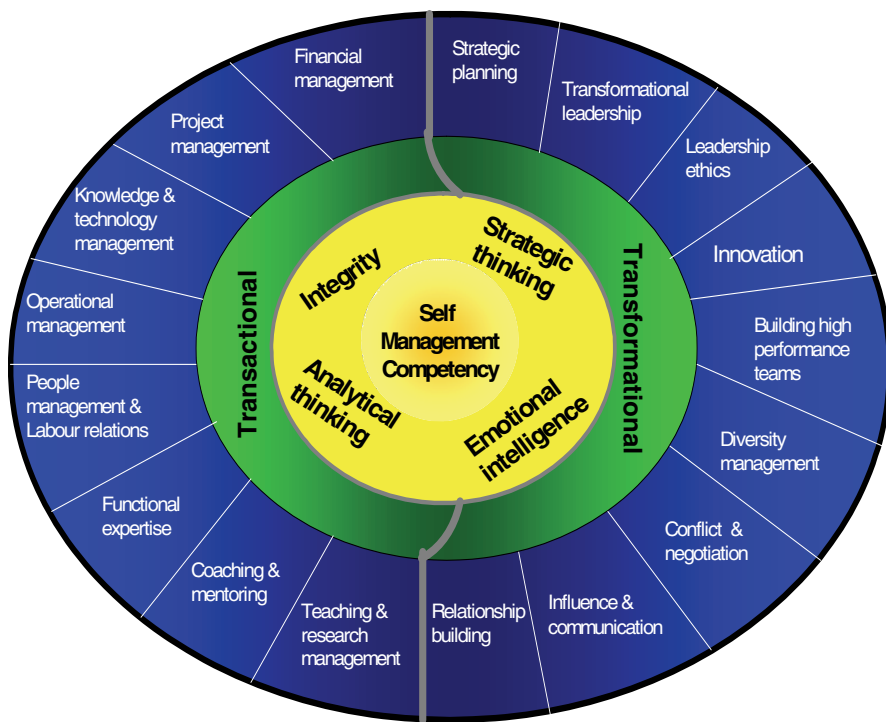 Financial
management
Strategic
planning
Transformational
leadership
Leadership
ethics
Innovation
Building high
performance
teams
Diversity
management
Conflict &
negotiation
Influence &
communication
Relationship
building
Teaching &
research
management
Coaching &
mentoring
Functional
expertise
People
management &
Labour relations
Operational
management
Knowledge &
technology
management
Project
management
Transactional
Transformational
Integrity
Strategic
thinking
Analytical
thinking
Emotional
intelligence
Self
Management
Competency